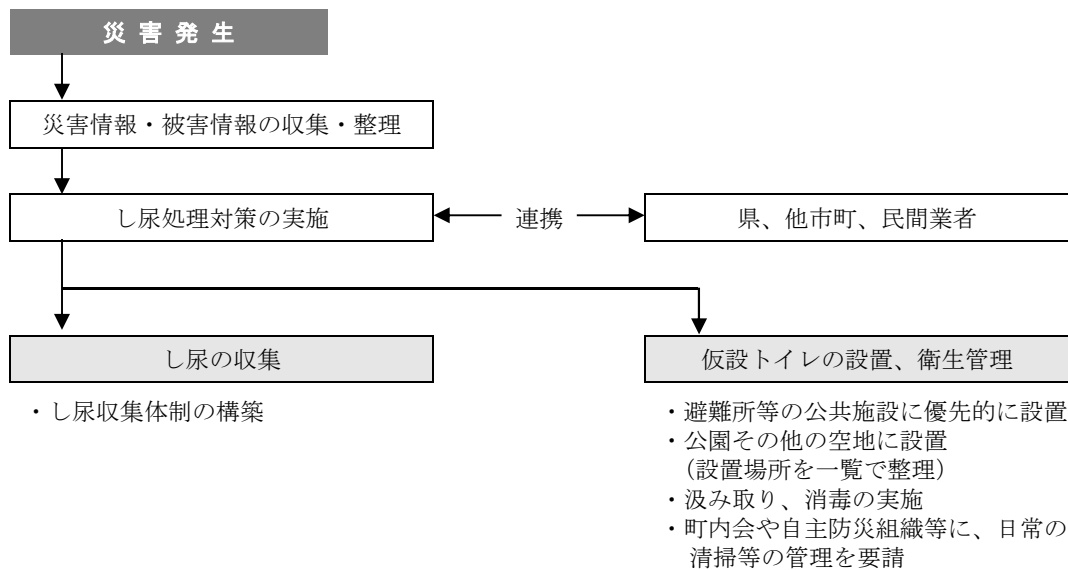 災 害 発 生
災害情報・被害情報の収集・整理
し尿処理対策の実施
連携
県、他市町、民間業者
し尿の収集
仮設トイレの設置、衛生管理
・し尿収集体制の構築
・避難所等の公共施設に優先的に設置
・公園その他の空地に設置
（設置場所を一覧で整理）
・汲み取り、消毒の実施
・町内会や自主防災組織等に、日常の
清掃等の管理を要請